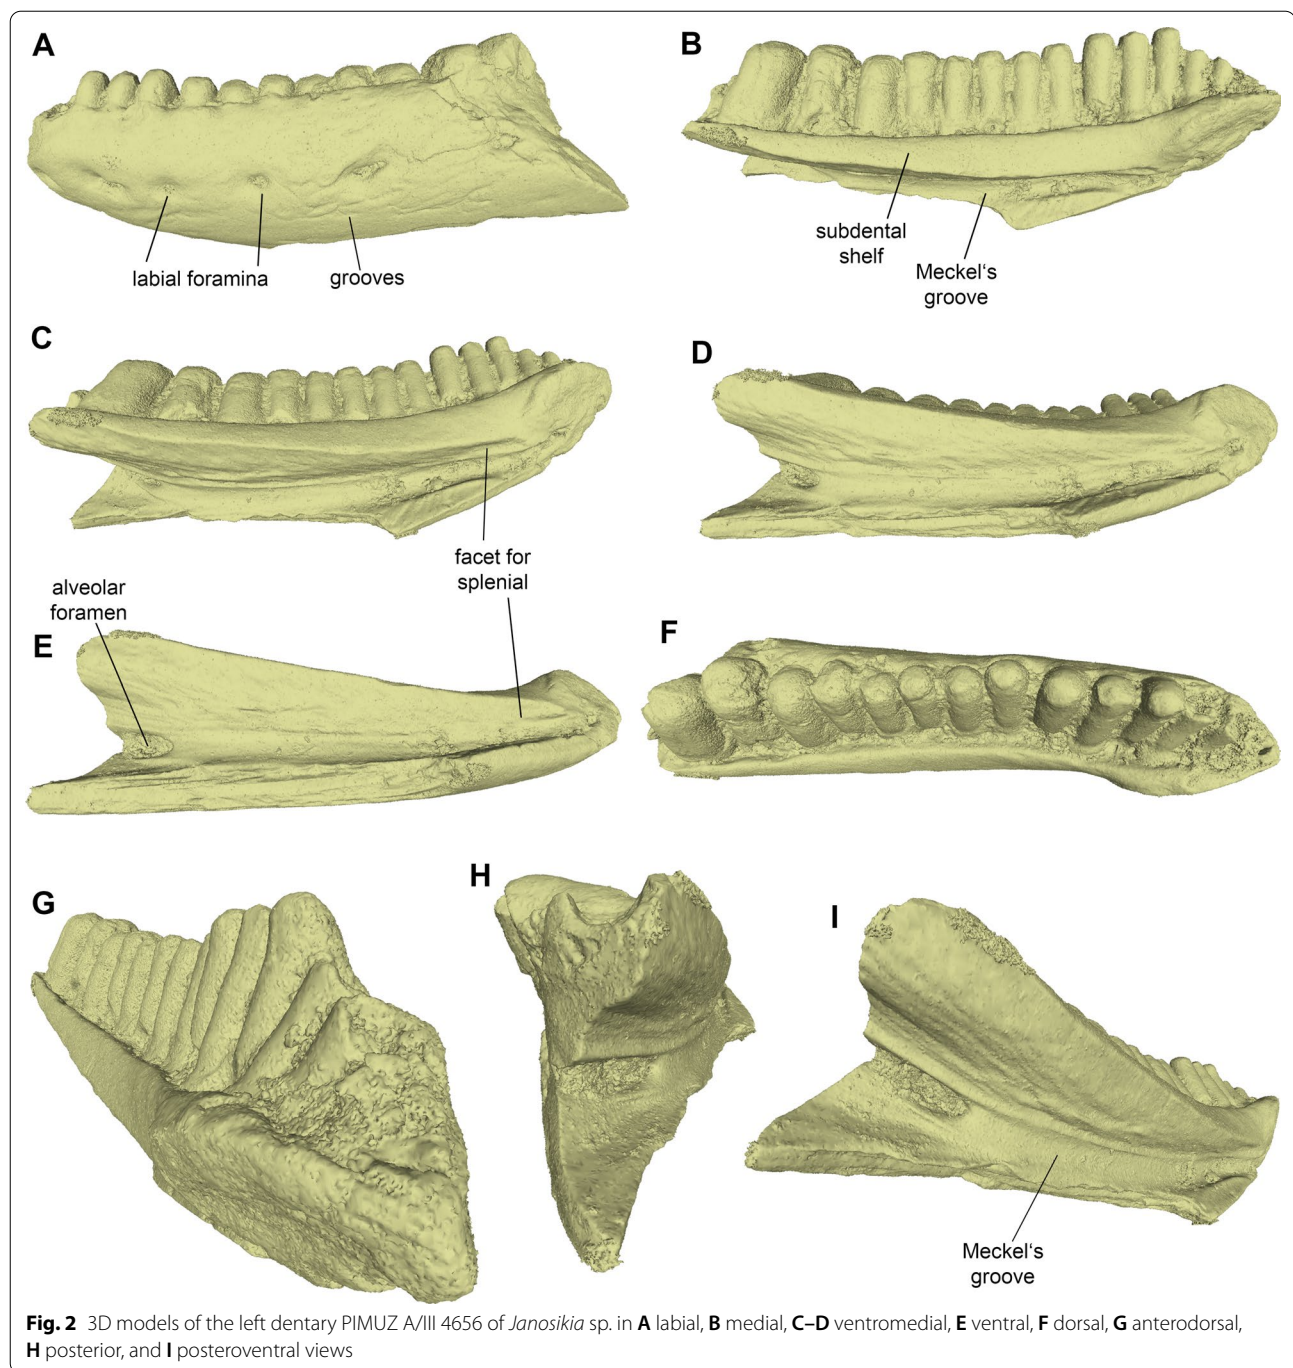 A
B
labial foramina
grooves
subdental
shelf
Meckel‘s
groove
C
D
facet for
splenial
alveolar
foramen
E
F
G
H
I
Meckel‘s
groove
Fig. 2 3D models of the left dentary PIMUZ A/III 4656 of Janosikia sp. in A labial, B medial, C–D ventromedial, E ventral, F dorsal, G anterodorsal,
H posterior, and I posteroventral views